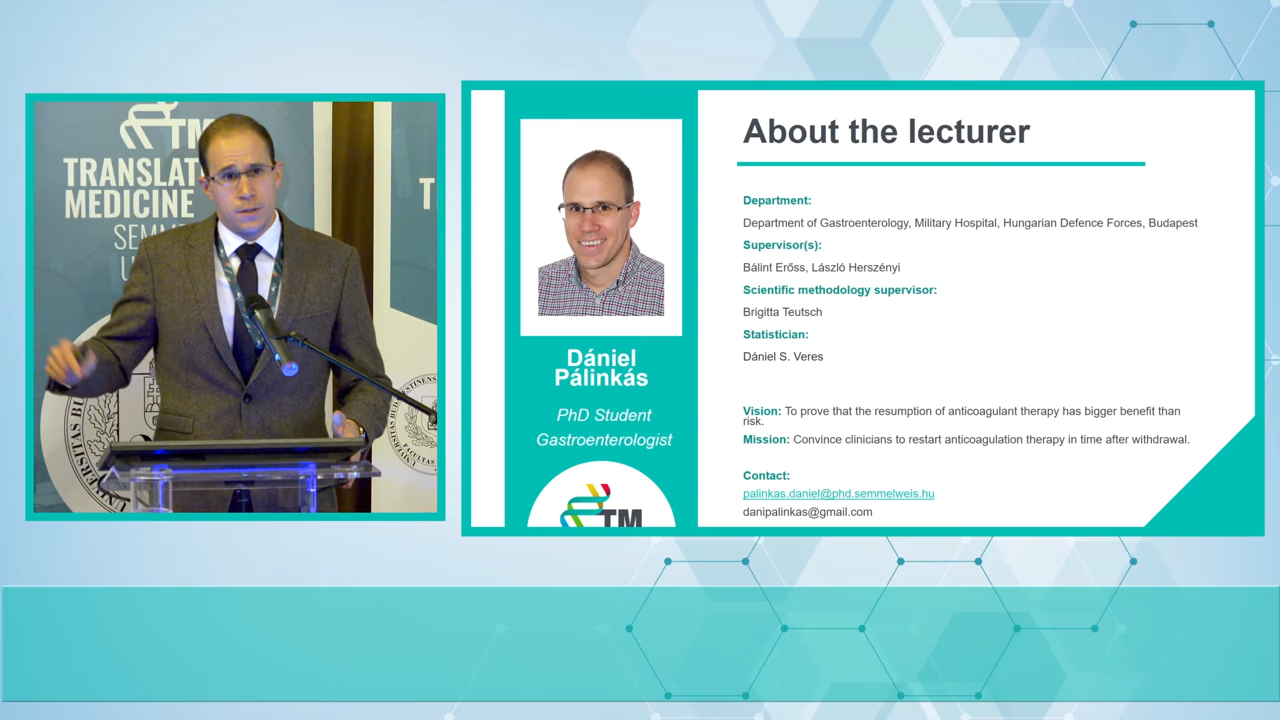 TM
TRANSLAT
MEDICINE
SEMM
U
T
UNIVERSITAS BU
About the lecturer
Department:
Department of Gastroenterology, Military Hospital, Hungarian Defence Forces, Budapest
Supervisor(s):
Bálint Erőss, László Herszényi
Scientific methodology supervisor:
Brigitta Teutsch
Statistician:
Dániel S. Veres
Dániel
Pálinkás
PhD Student
Gastroenterologist
TM
Vision: To prove that the resumption of anticoagulant therapy has bigger benefit than
risk.
Mission: Convince clinicians to restart anticoagulation therapy in time after withdrawal.
Contact:
palinkas.daniel@phd.semmelweis.hu
danipalinkas@gmail.com